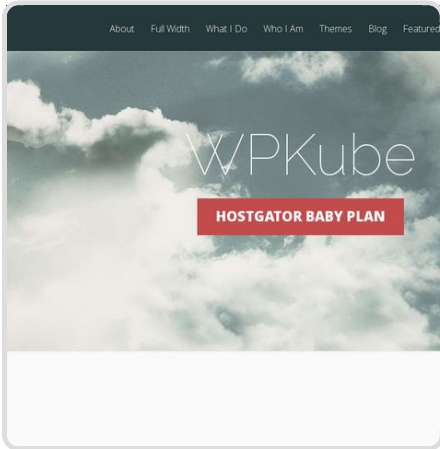 About Full Width What I Do Who I Am Themes Blog Featured
WPKube
HOSTGATOR BABY PLAN